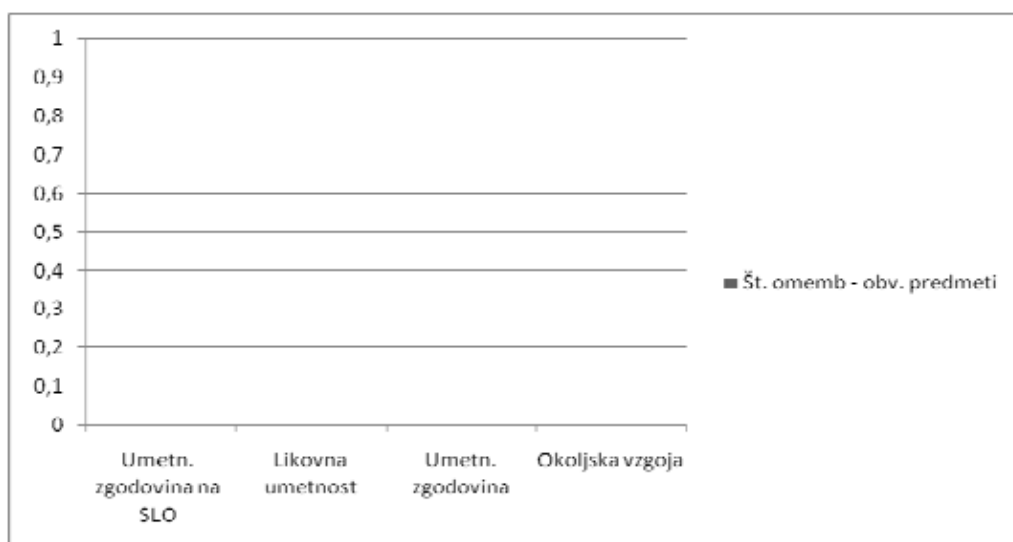 1
0,9
0,8
0,7
0,6
0,5
0,4
0,3
0,2
0,1
0
Umetn.
zgodovina na
SLO
Likovna
umetnost
Umetn.
zgodovina
Okoljska vzgoja
Št. omemb - obv. predmeti